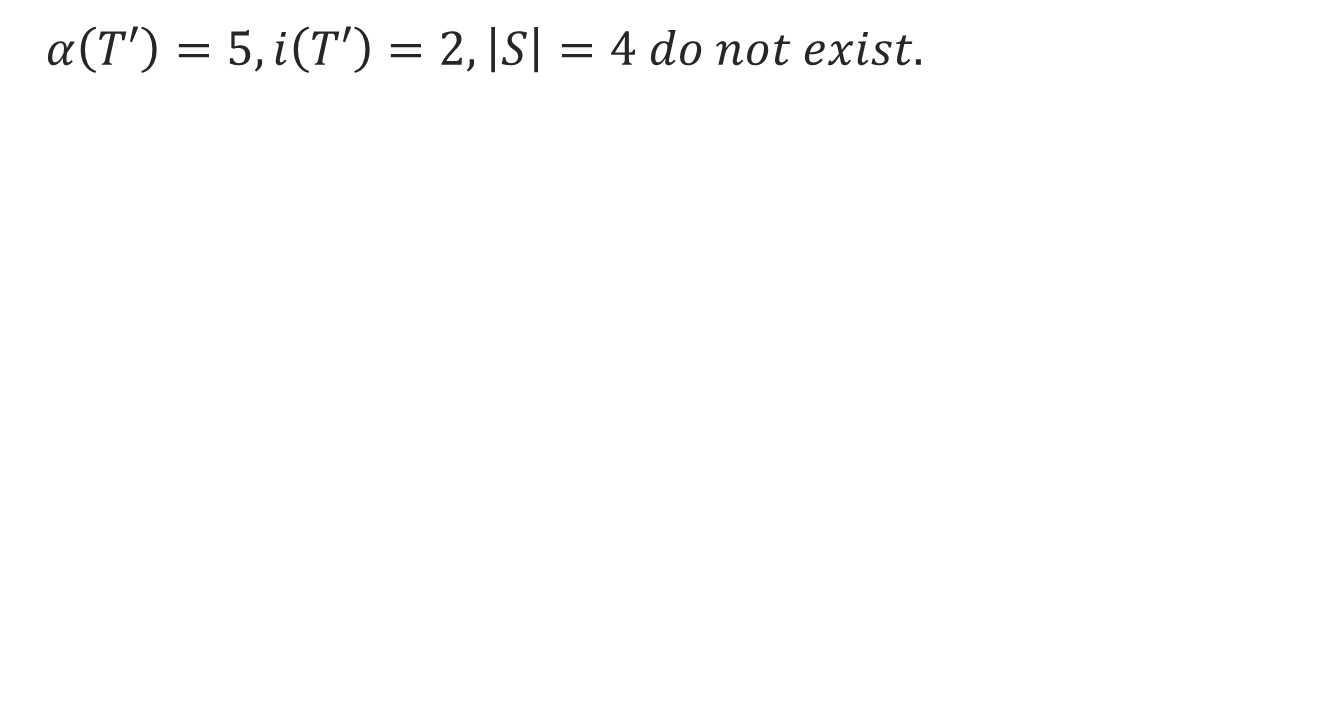 α(T′) = 5, i(T′) = 2, |S| = 4 do not exist.